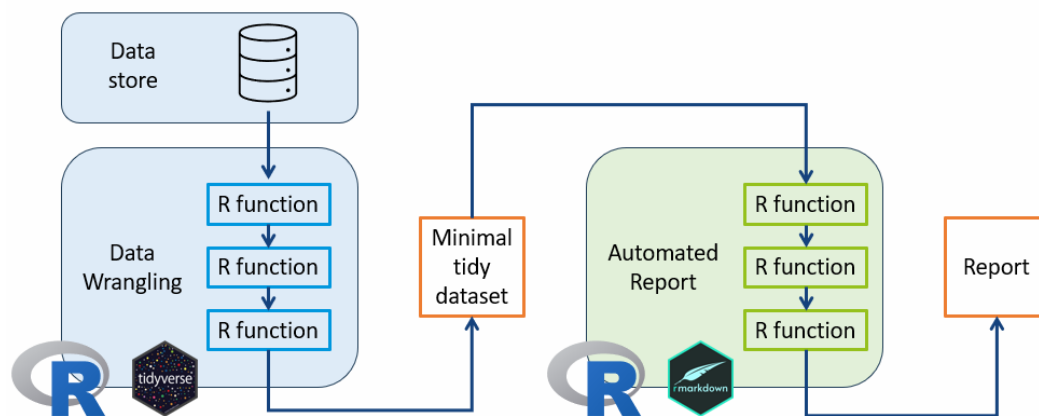 Data
store
Data
Wrangling
R function
R function
R function
R
tidyverse
Minimal
tidy
dataset
Automated
Report
R function
R function
R function
R
rmarkdown
Report